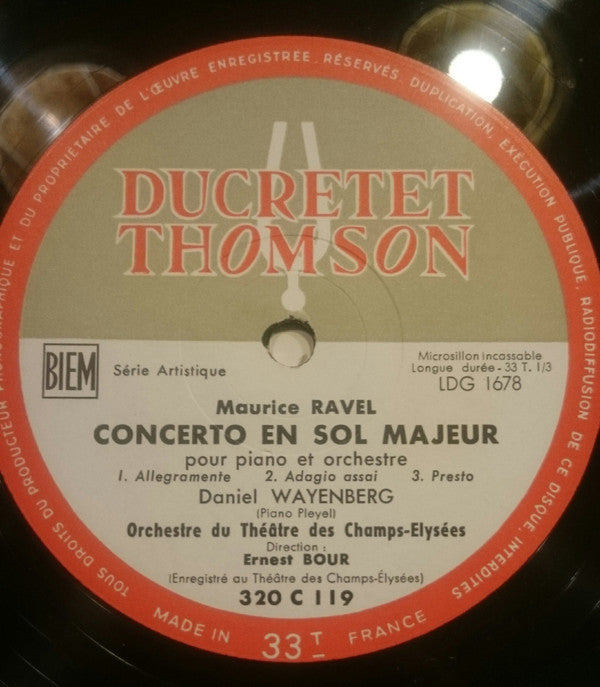 TOUS DROITS DU PRODUCTEUR PHONOGRAPHIQUE ET DU PROPRIÉTAIRE DE L'ŒUVRE ENREGISTRÉE, RÉSERVÉS, DUPLICATION, EXÉCUTION PUBLIQUE, RADIODIFFUSION DE CE DISQUE, INTERDITES
DUCRETET
THOMSON
BIEM
Série Artistique
Microsillon incassable
Longue durée - 33 T. 1/3
LDG 1678
Maurice RAVEL
CONCERTO EN SOL MAJEUR
pour piano et orchestre
1. Allegramente 2. Adagio assai 3. Presto
Daniel WAYENBERG
(Piano Pleyel)
Orchestre du Théâtre des Champs-Elysées
Direction :
Ernest BOUR
(Enregistré au Théâtre des Champs-Élysées)
320 C 119
MADE IN 33T FRANCE